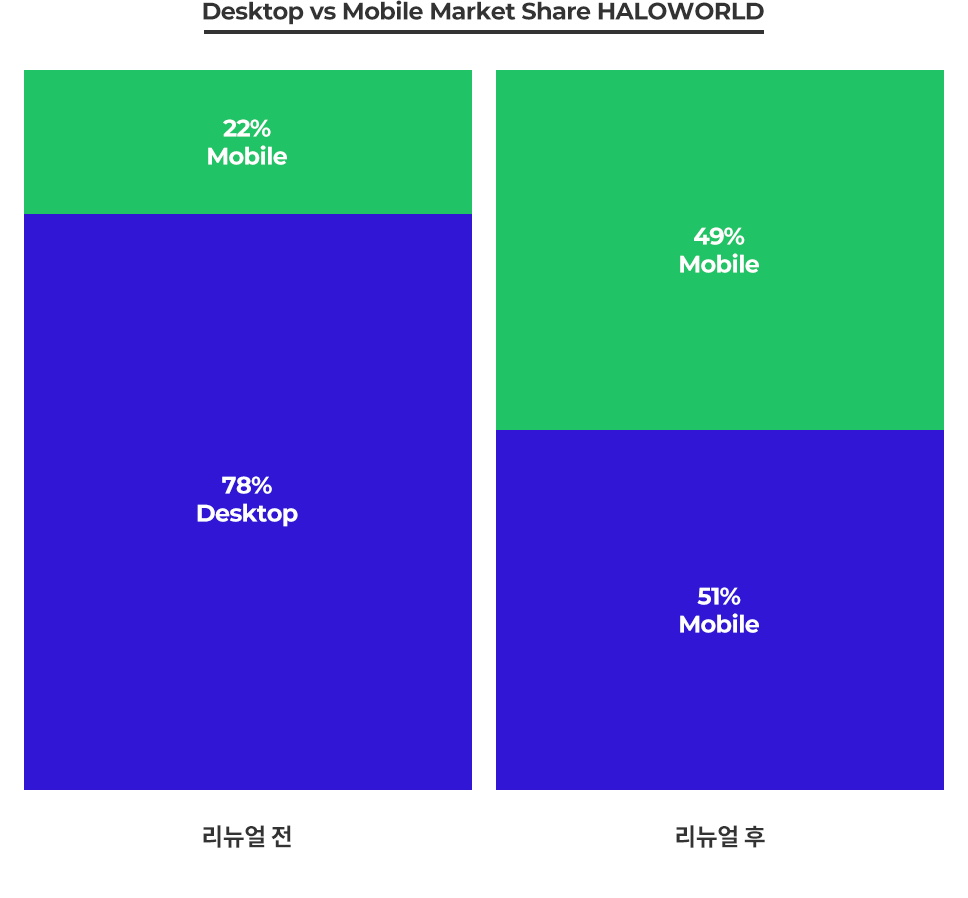 Desktop vs Mobile Market Share HALOWORLD
22%
Mobile
78%
Desktop
49%
Mobile
51%
Mobile
리뉴얼 전
리뉴얼 후